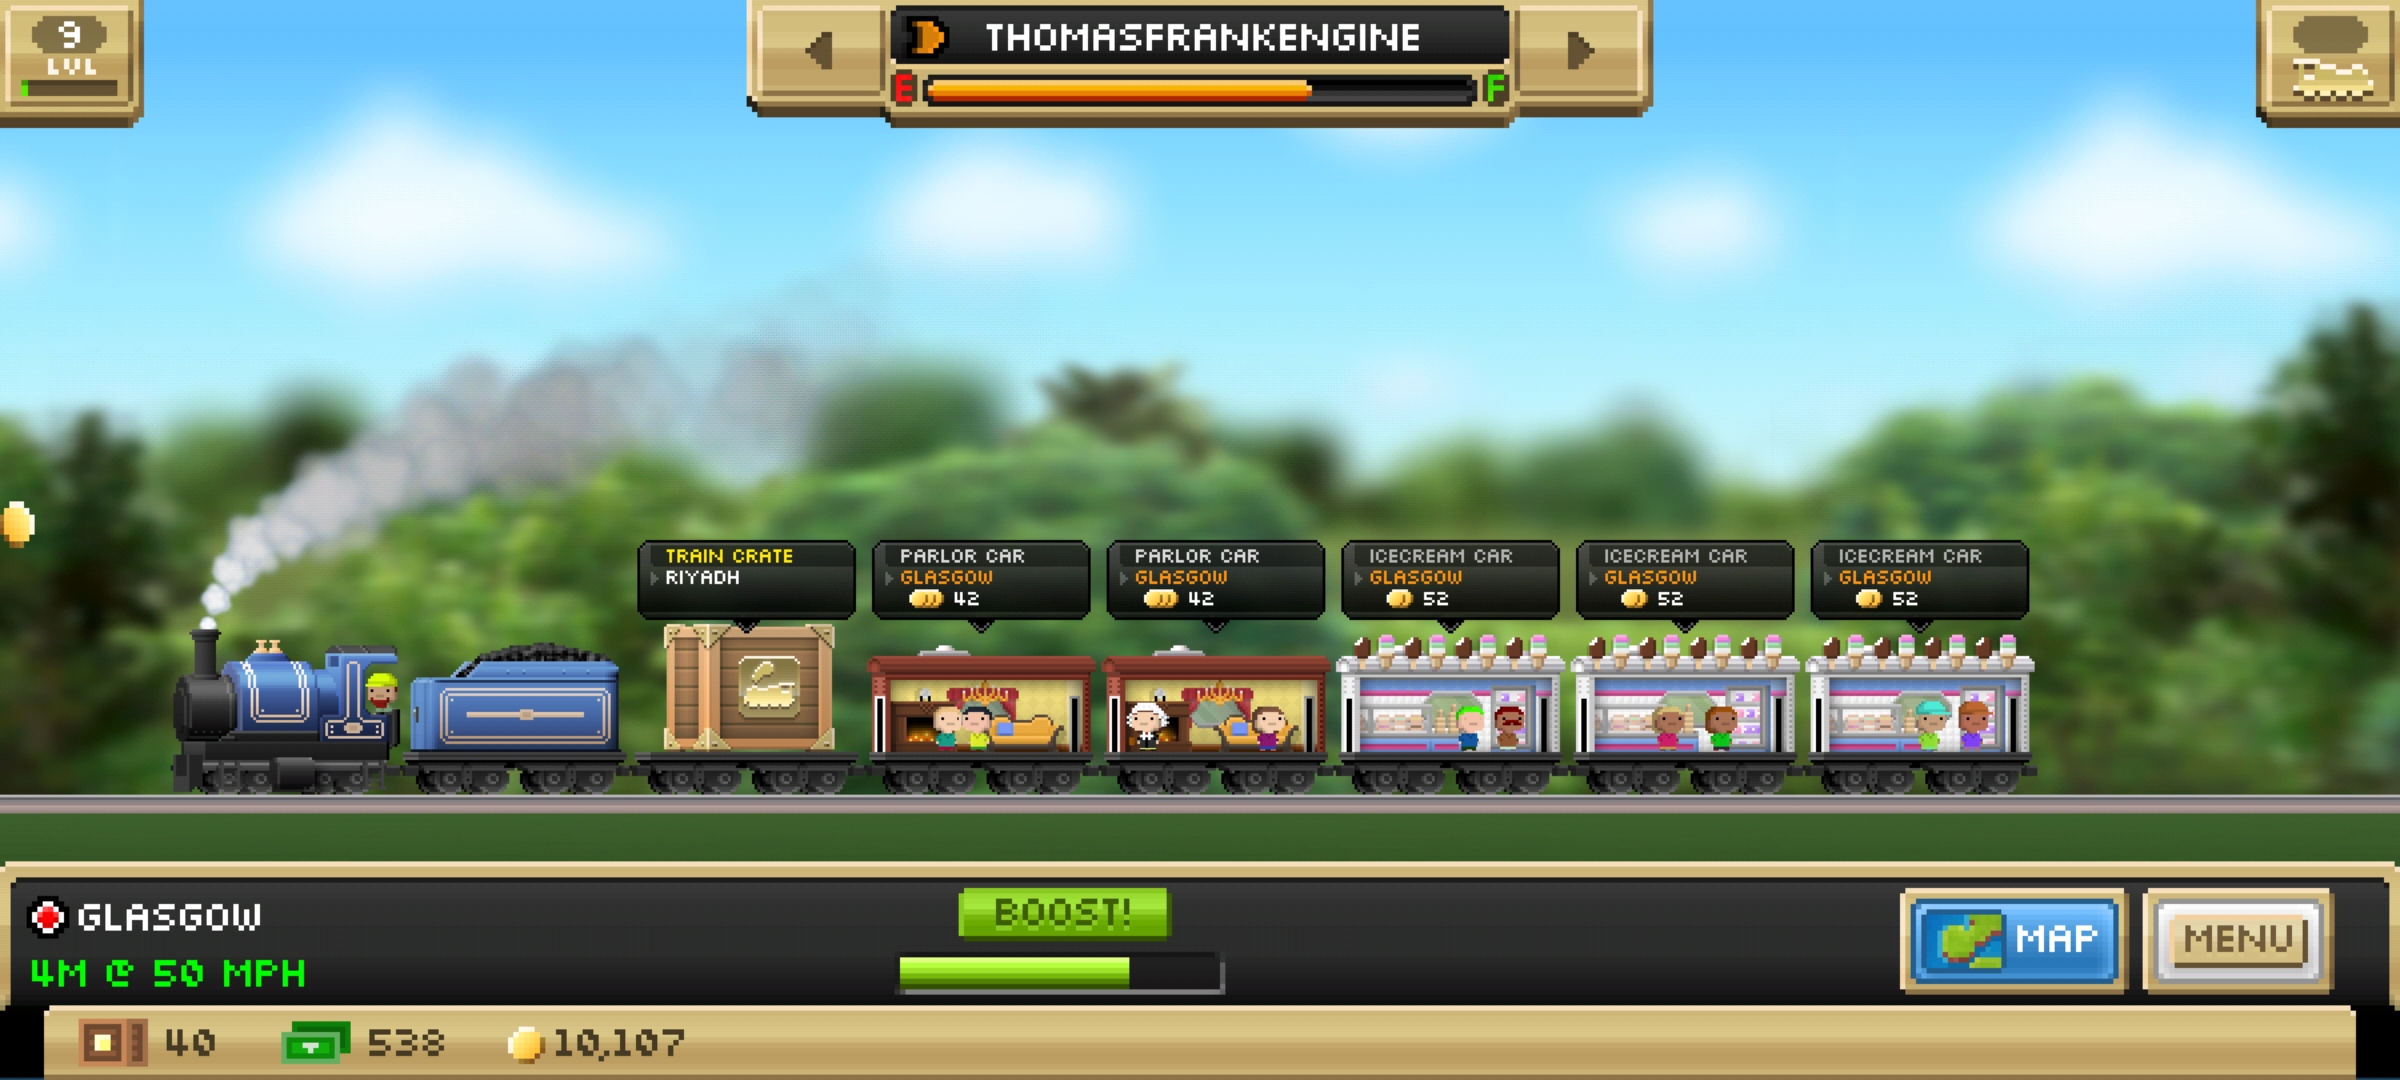 9
LVL
THOMASFRANKENGINE
E F
TRAIN CRATE
RIYADH
PARLOR CAR
GLASGOW
42
PARLOR CAR
GLASGOW
42
ICECREAM CAR
GLASGOW
52
ICECREAM CAR
GLASGOW
52
ICECREAM CAR
GLASGOW
52
GLASGOW
4M @ 50 MPH
BOOST!
MAP
MENU
40
538
10,107